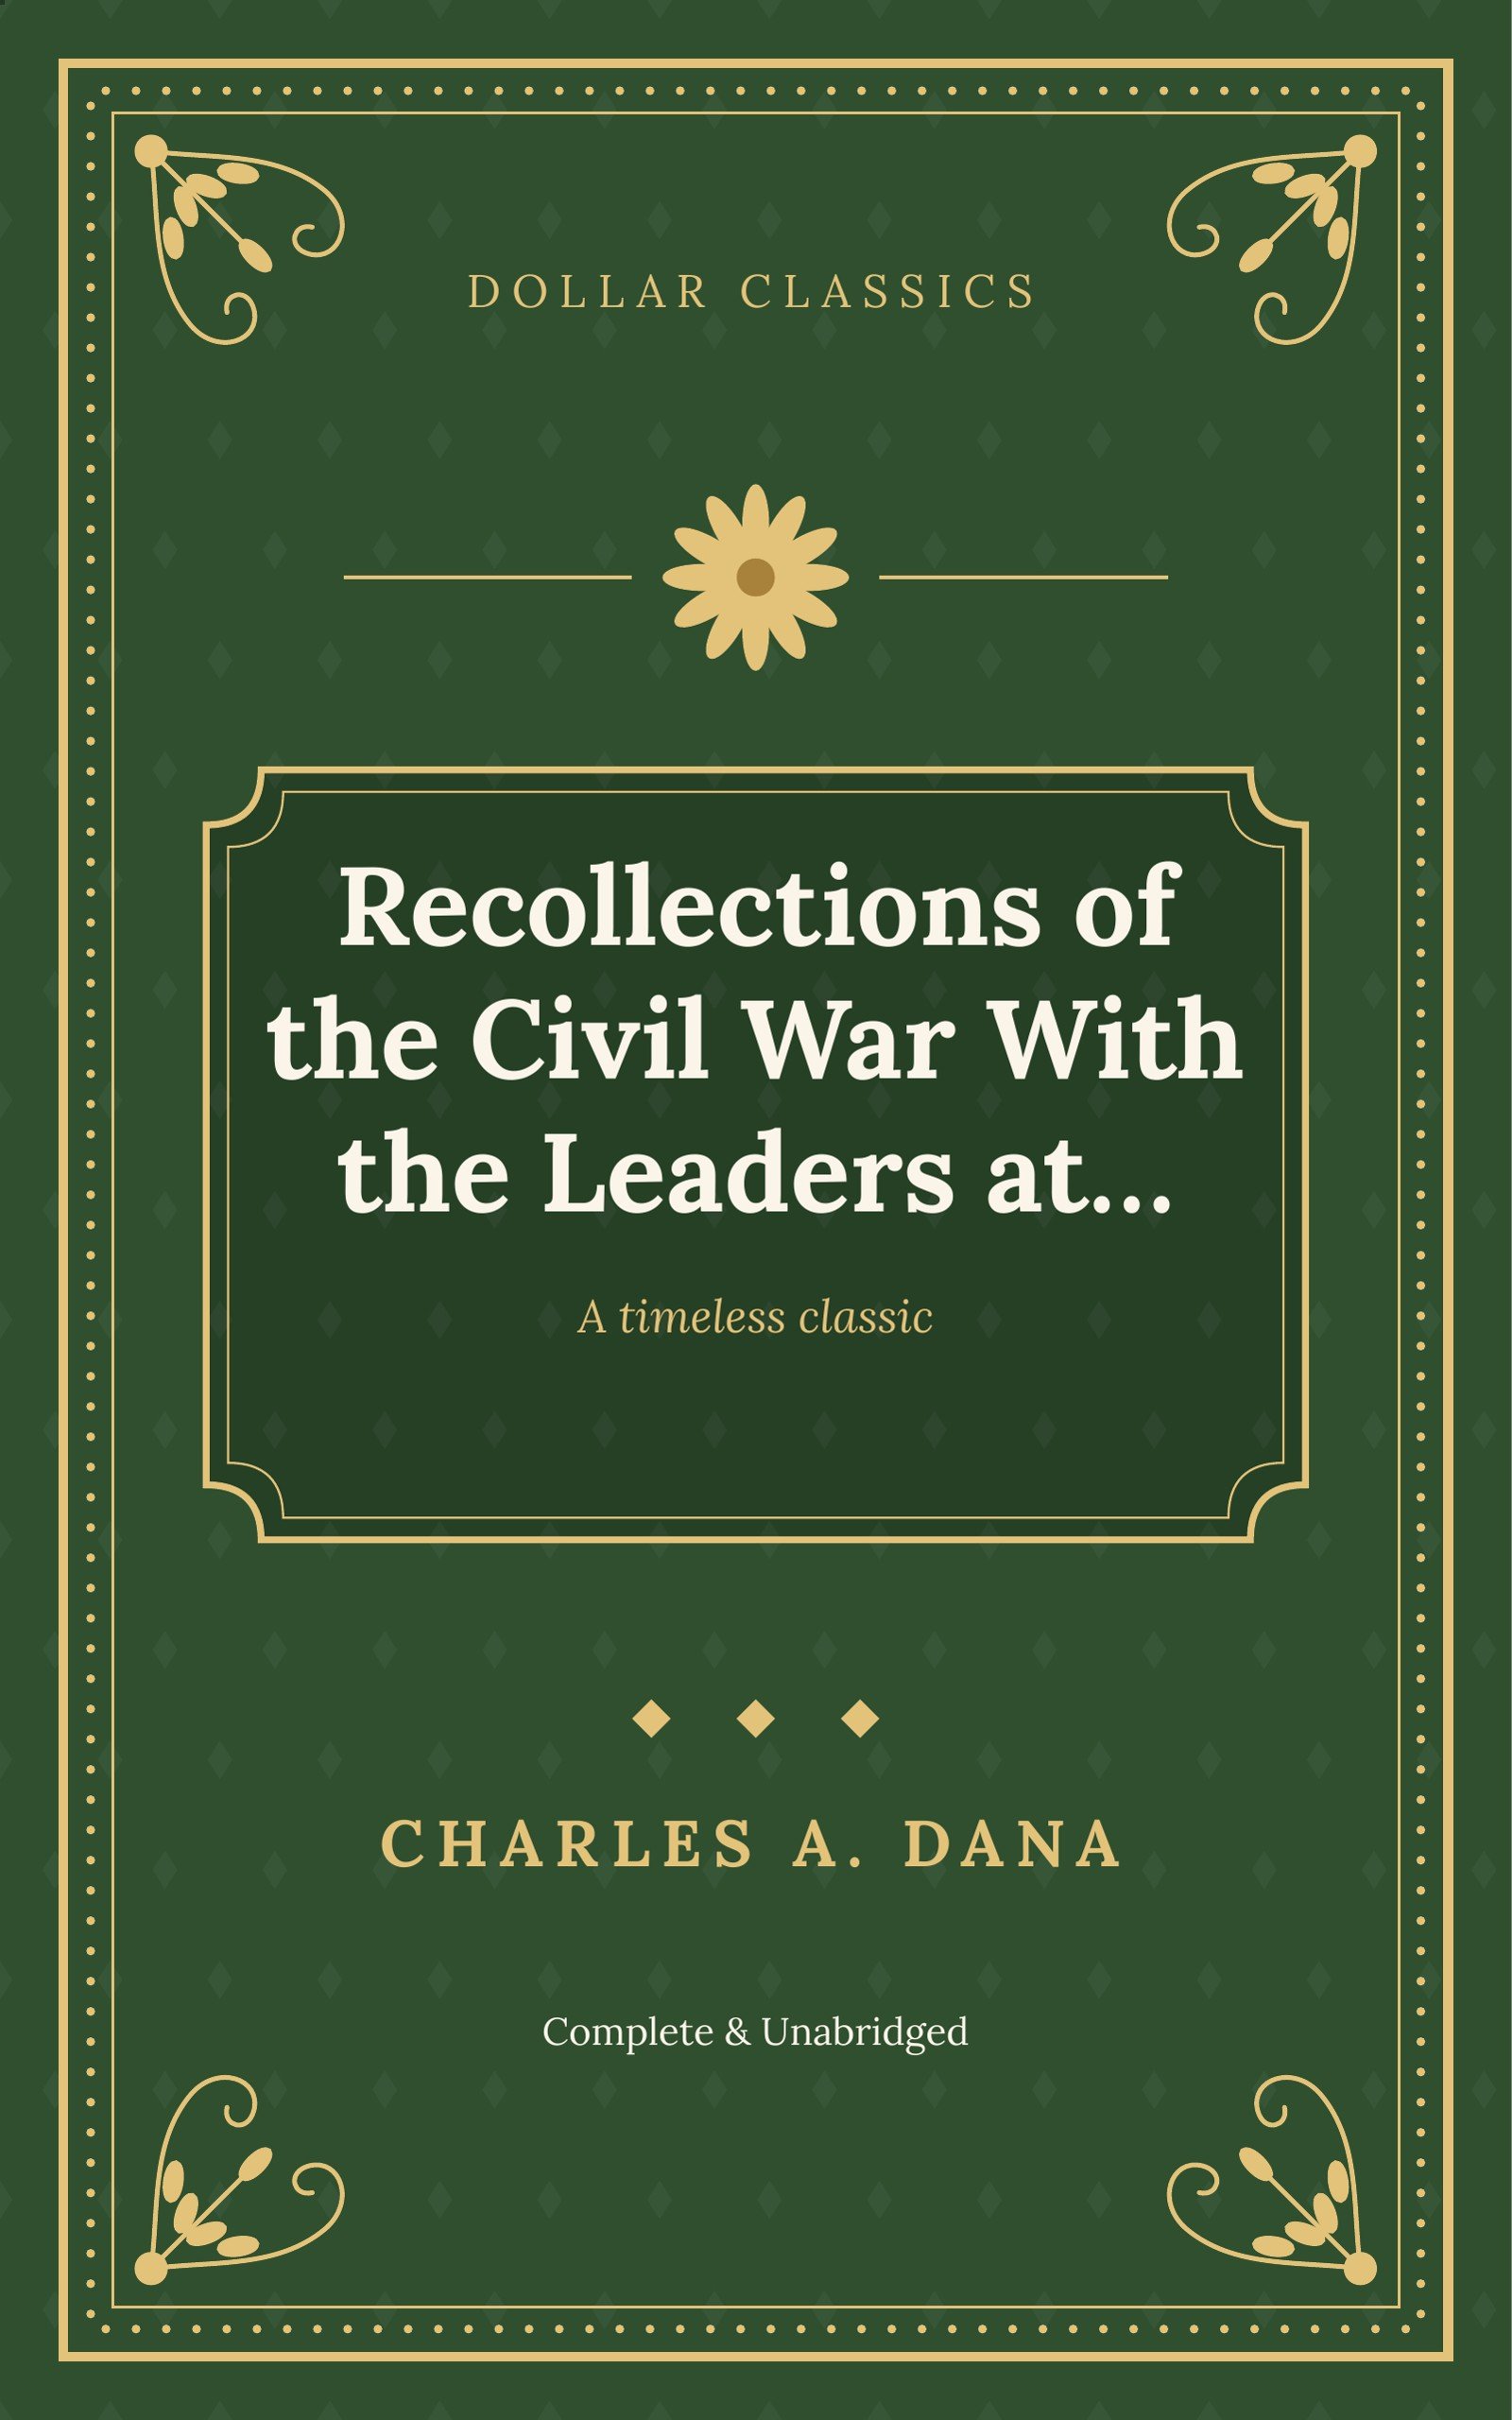 DOLLAR CLASSICS
Recollections of
the Civil War With
the Leaders at...
A timeless classic
CHARLES A. DANA
Complete & Unabridged